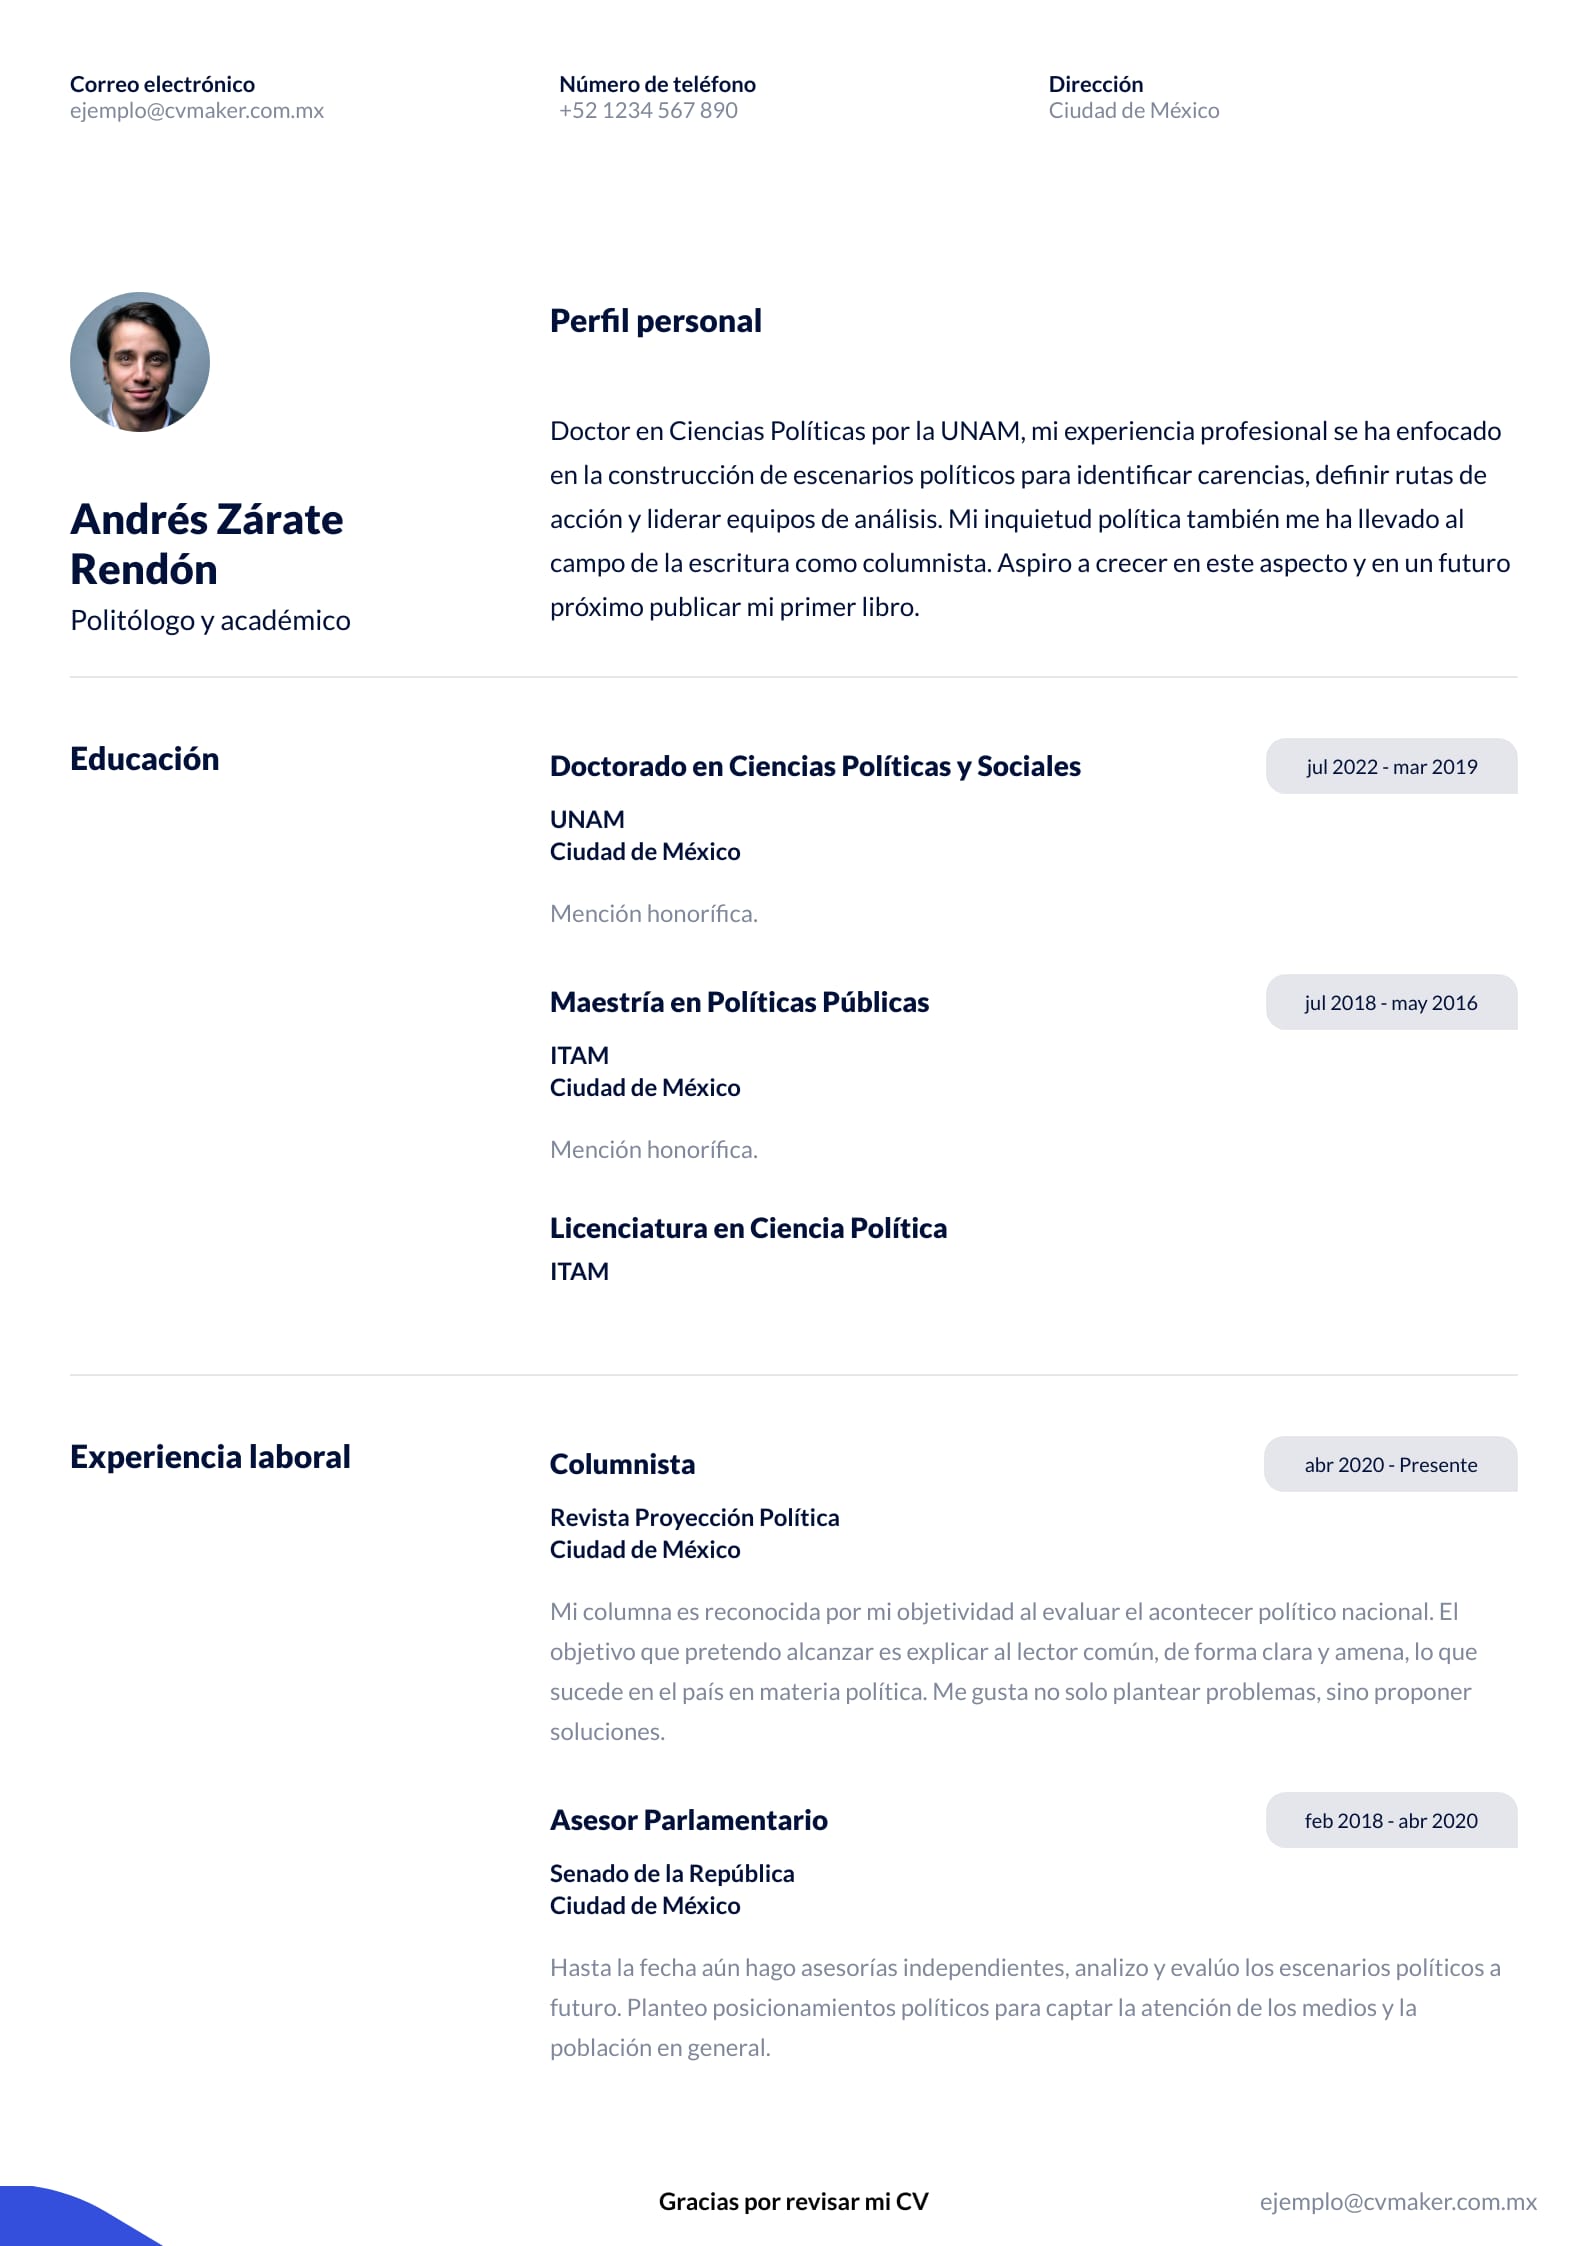 Correo electrónico
ejemplo@cvmaker.com.mx
Número de teléfono
+52 1234 567 890
Dirección
Ciudad de México
Andrés Zárate
Rendón
Politólogo y académico
Perfil personal
Doctor en Ciencias Políticas por la UNAM, mi experiencia profesional se ha enfocado
en la construcción de escenarios políticos para identificar carencias, definir rutas de
acción y liderar equipos de análisis. Mi inquietud política también me ha llevado al
campo de la escritura como columnista. Aspiro a crecer en este aspecto y en un futuro
próximo publicar mi primer libro.
Educación
Doctorado en Ciencias Políticas y Sociales
jul 2022 - mar 2019
UNAM
Ciudad de México
Mención honorífica.
Maestría en Políticas Públicas
jul 2018 - may 2016
ITAM
Ciudad de México
Mención honorífica.
Licenciatura en Ciencia Política
ITAM
Experiencia laboral
Columnista
abr 2020 - Presente
Revista Proyección Política
Ciudad de México
Mi columna es reconocida por mi objetividad al evaluar el acontecer político nacional. El
objetivo que pretendo alcanzar es explicar al lector común, de forma clara y amena, lo que
sucede en el país en materia política. Me gusta no solo plantear problemas, sino proponer
soluciones.
Asesor Parlamentario
feb 2018 - abr 2020
Senado de la República
Ciudad de México
Hasta la fecha aún hago asesorías independientes, analizo y evalúo los escenarios políticos a
futuro. Planteo posicionamientos políticos para captar la atención de los medios y la
población en general.
Gracias por revisar mi CV
ejemplo@cvmaker.com.mx